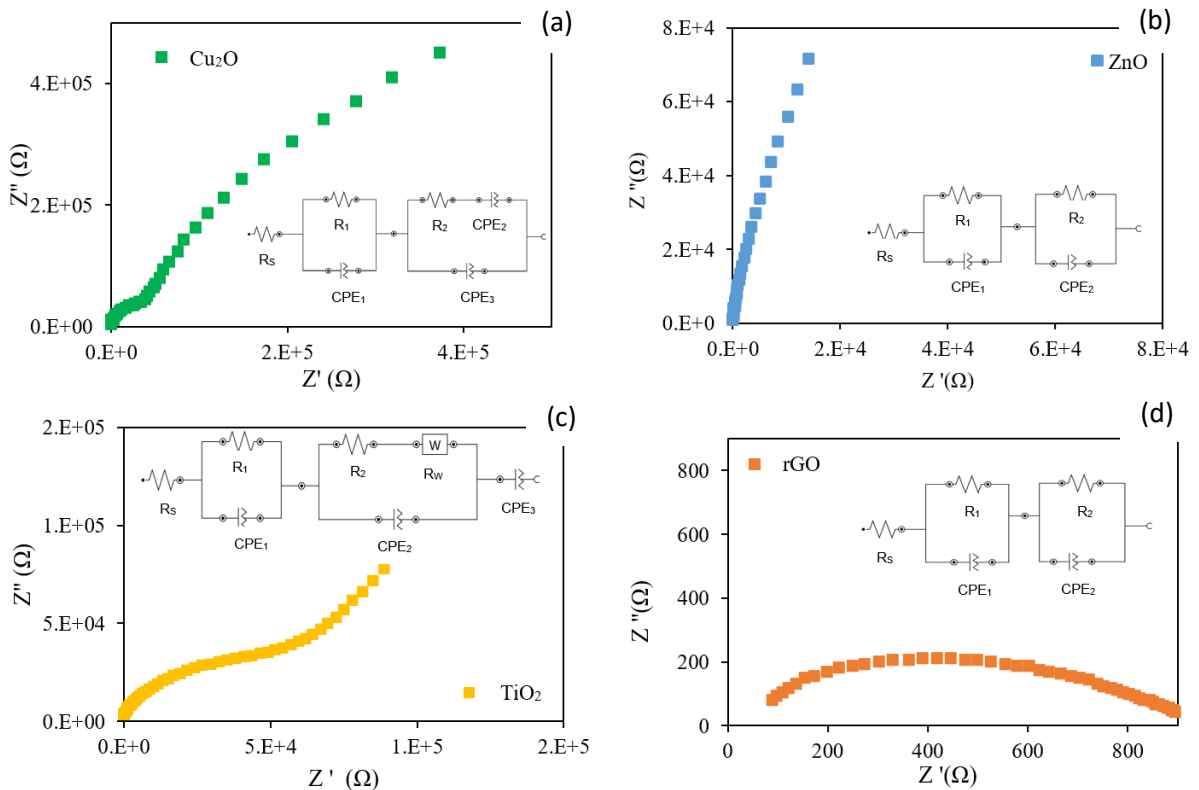 (a)
Cu₂O
4.E+05
2.E+05
0.E+00
Z'' (Ω)
0.E+0
2.E+5
4.E+5
Z' (Ω)
Rs
R₁
CPE₁
R₂
CPE₂
CPE₃
(b)
ZnO
8.E+4
6.E+4
4.E+4
2.E+4
0.E+0
Z ''(Ω)
0.E+0
2.E+4
4.E+4
6.E+4
8.E+4
Z '(Ω)
Rs
R₁
CPE₁
R₂
CPE₂
(c)
2.E+05
1.E+05
5.E+04
0.E+00
Z'' (Ω)
0.E+0
5.E+4
1.E+5
2.E+5
Z ' (Ω)
TiO₂
Rs
R₁
CPE₁
R₂
W
Rw
CPE₂
CPE₃
(d)
rGO
800
600
400
200
0
Z ''(Ω)
0
200
400
600
800
Z '(Ω)
Rs
R₁
CPE₁
R₂
CPE₂